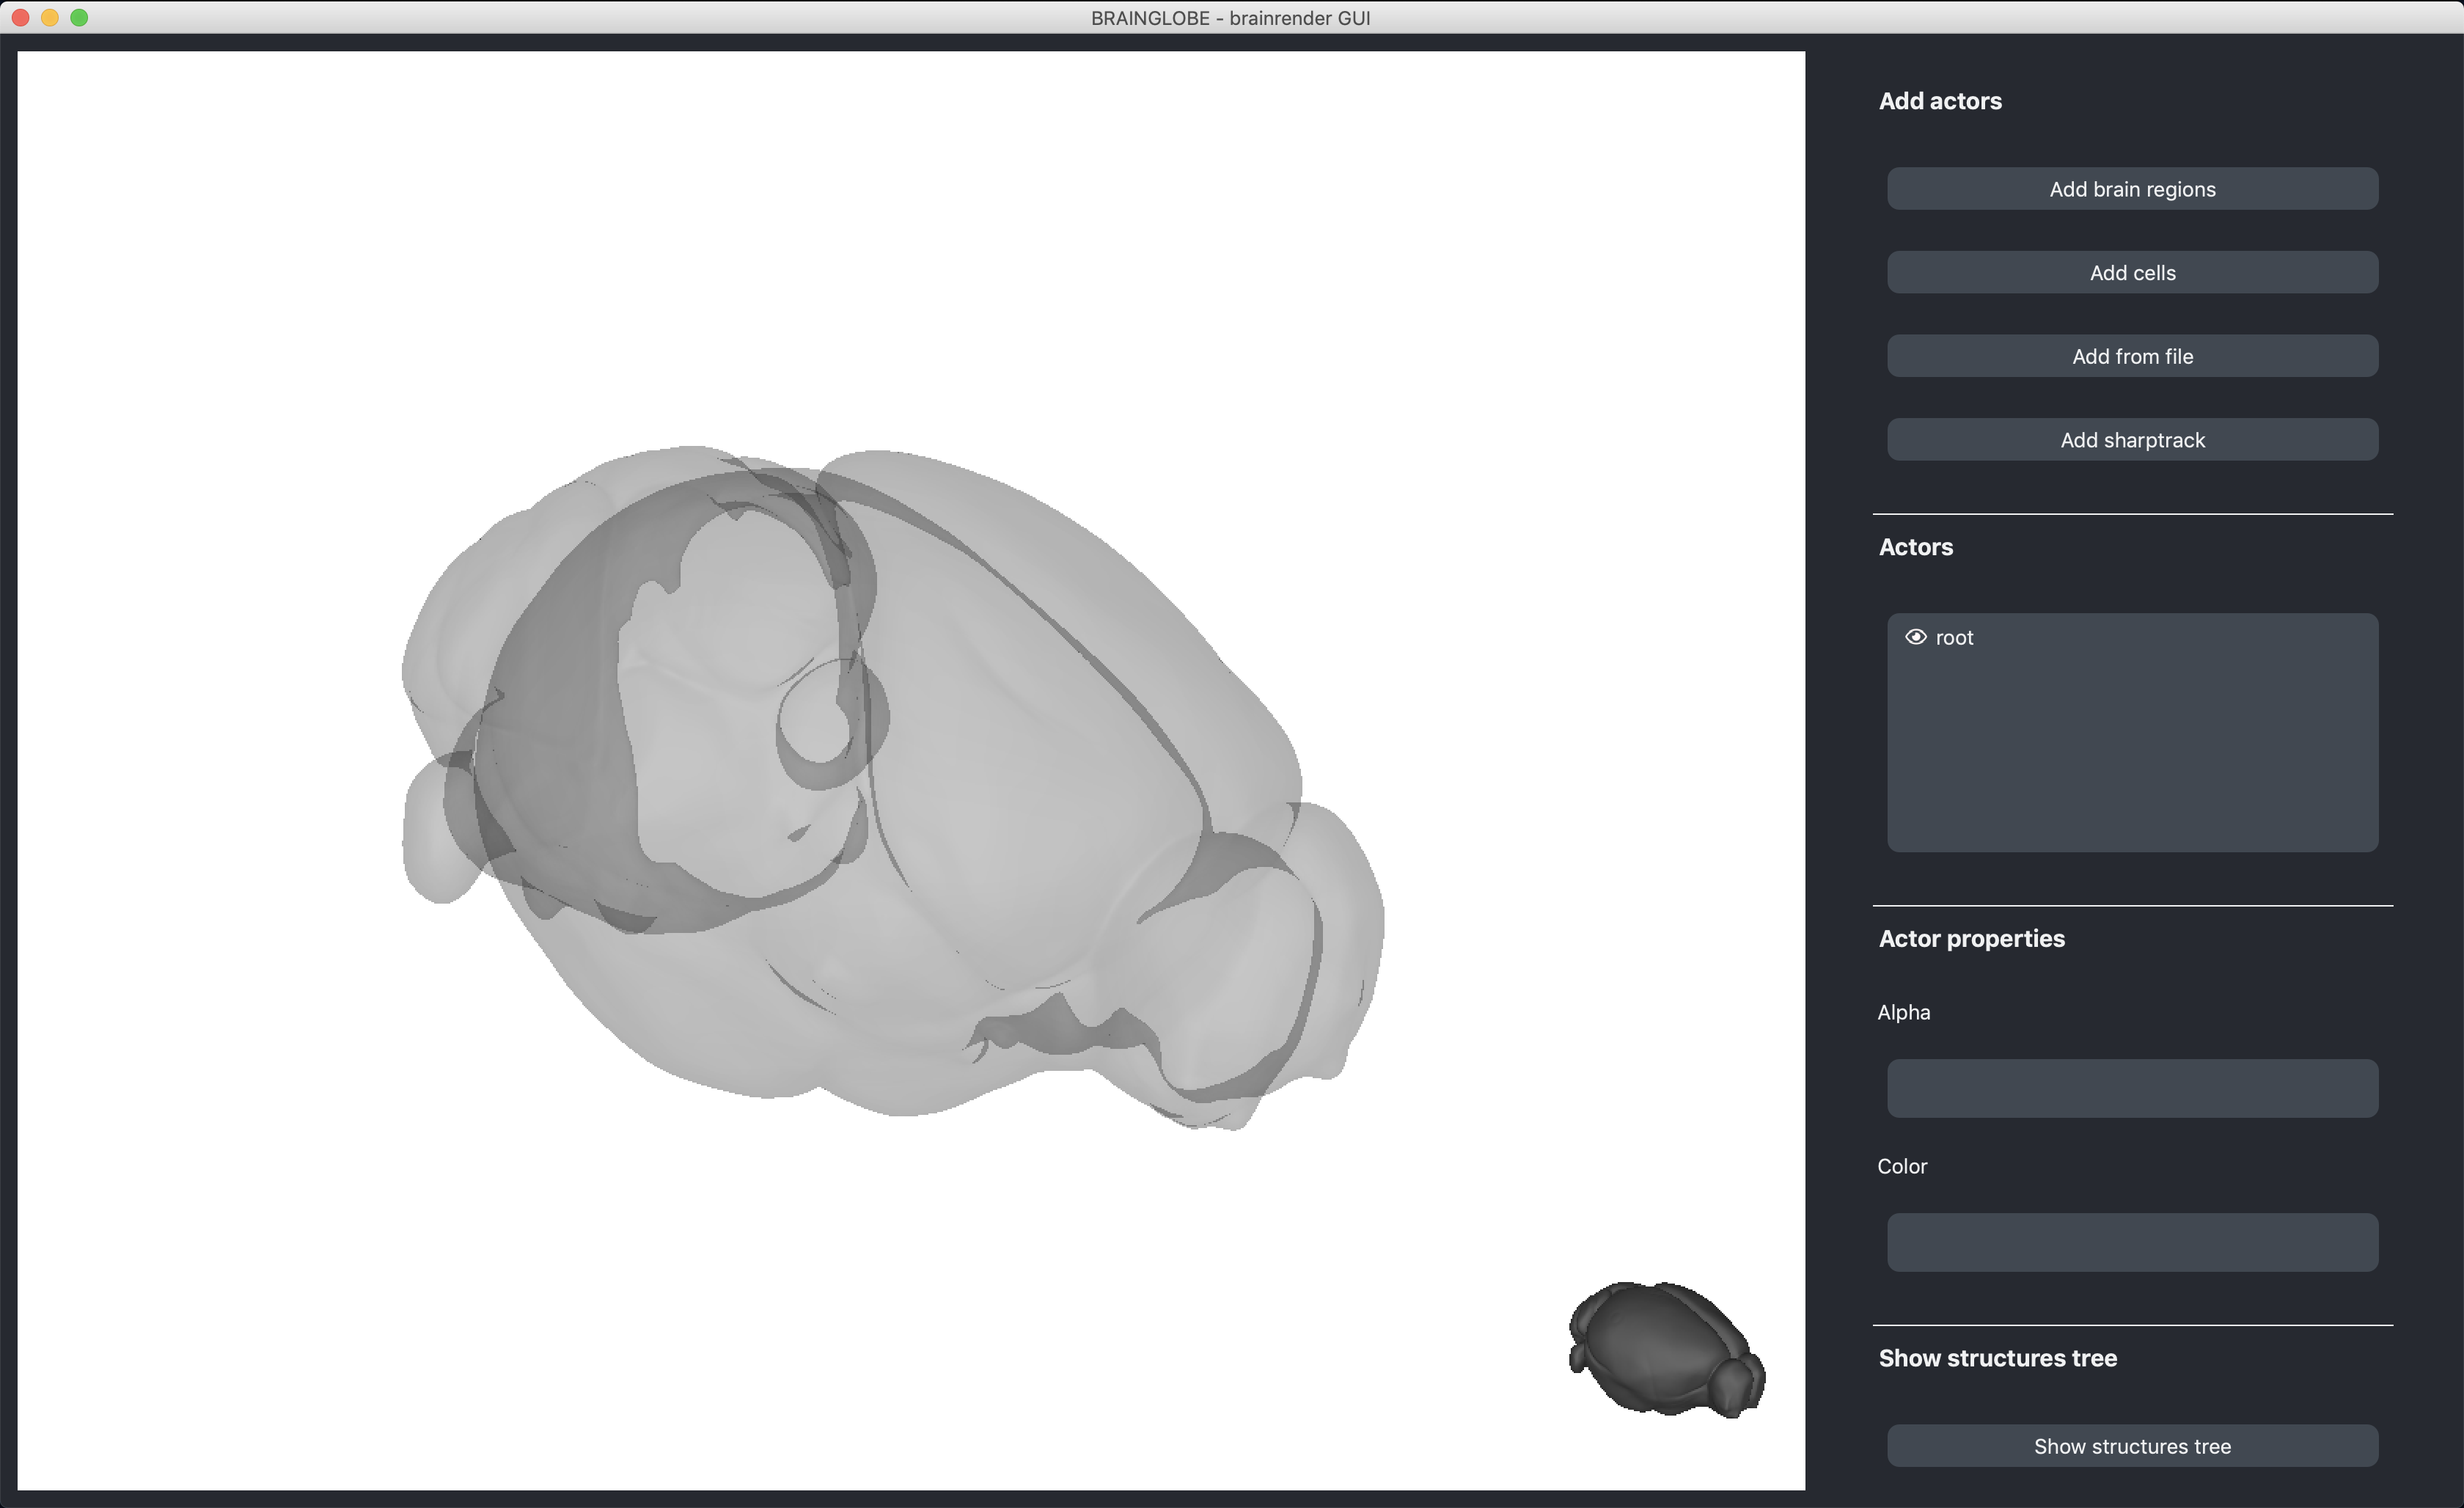 BRAINGLOBE - brainrender GUI
Add actors
Add brain regions
Add cells
Add from file
Add sharptrack
Actors
root
Actor properties
Alpha
Color
Show structures tree
Show structures tree